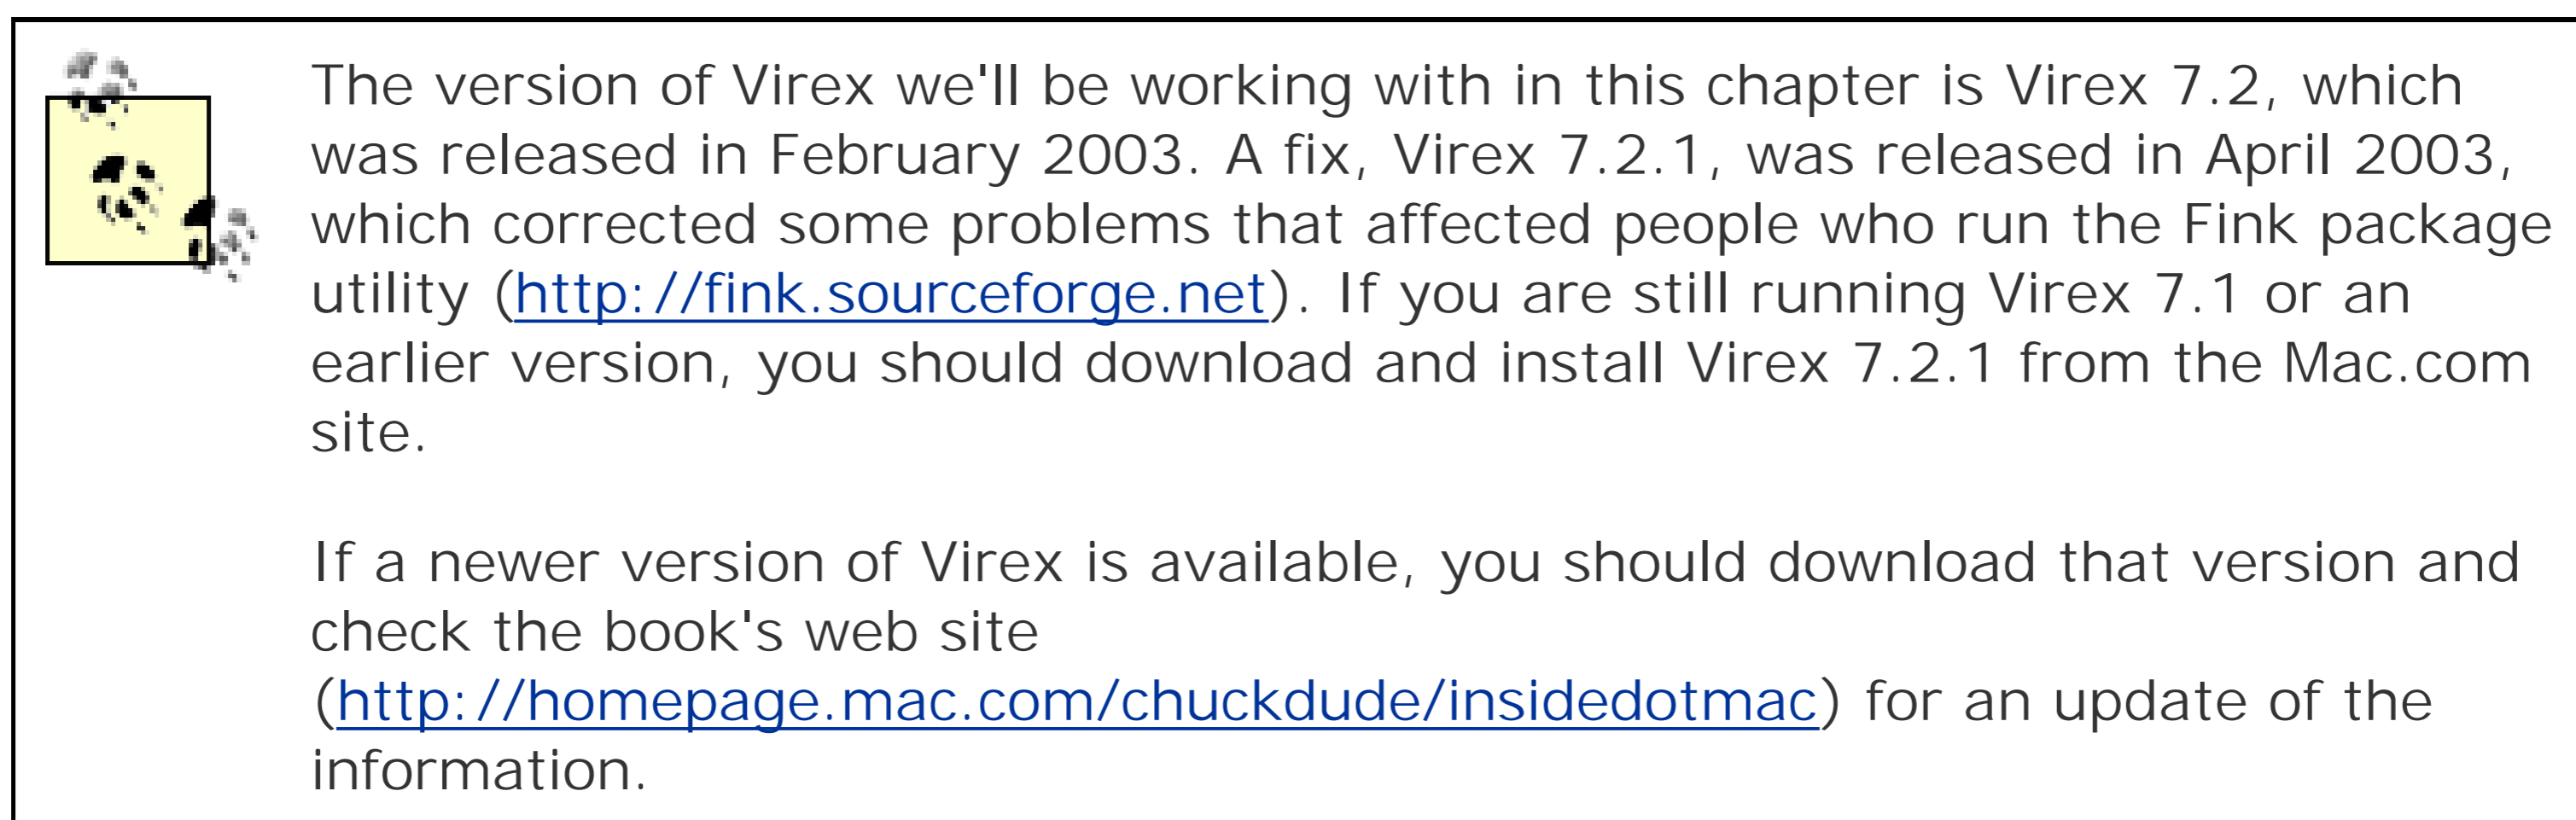 The version of Virex we'll be working with in this chapter is Virex 7.2, which
was released in February 2003. A fix, Virex 7.2.1, was released in April 2003,
which corrected some problems that affected people who run the Fink package
utility (http://fink.sourceforge.net). If you are still running Virex 7.1 or an
earlier version, you should download and install Virex 7.2.1 from the Mac.com
site.
If a newer version of Virex is available, you should download that version and
check the book's web site
(http://homepage.mac.com/chuckdude/insidedotmac) for an update of the
information.